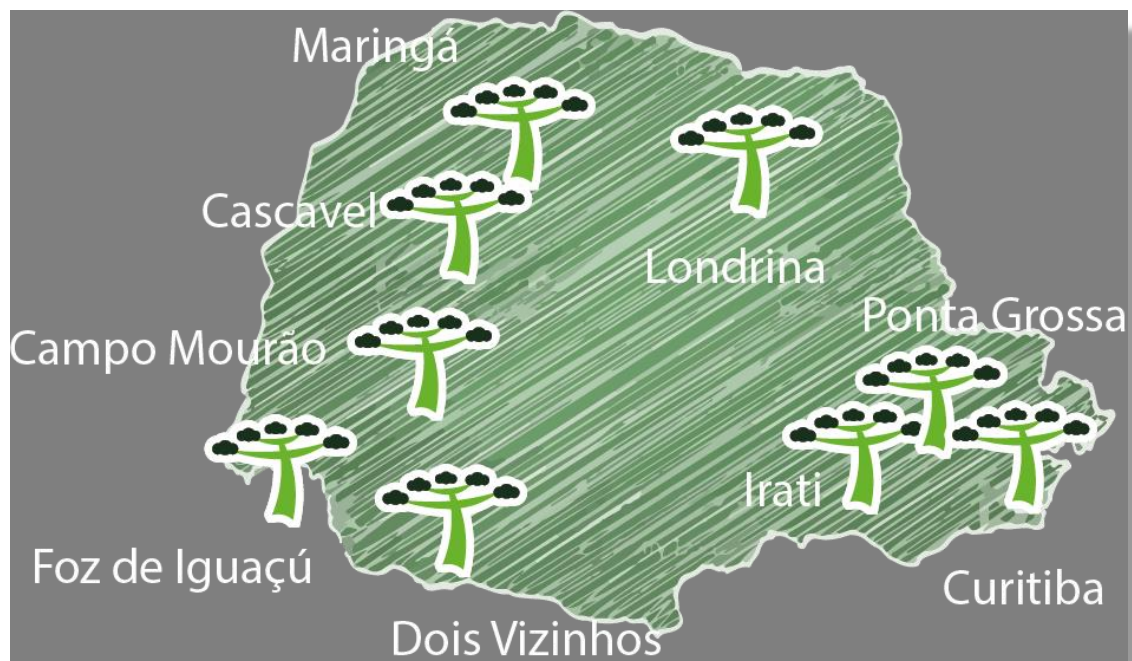 Maringá
Cascavel
Londrina
Ponta Grossa
Campo Mourão
Irati
Foz de Iguaçú
Curitiba
Dois Vizinhos